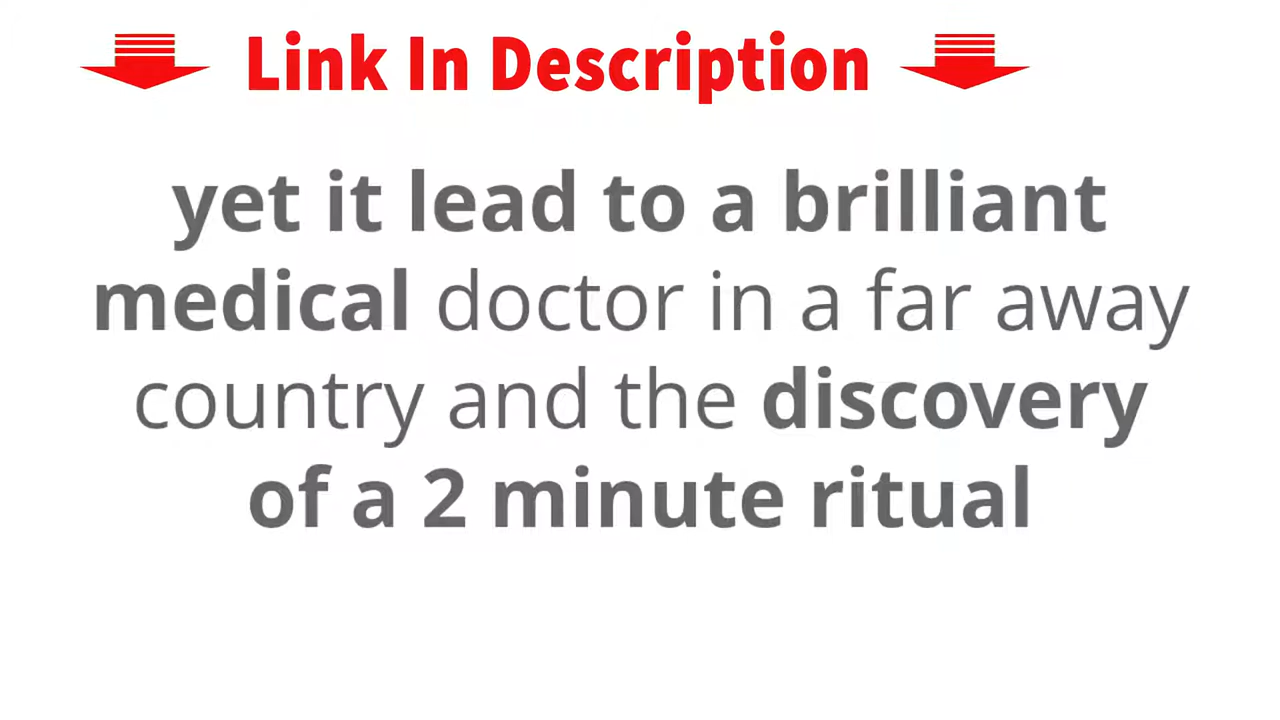 Link In Description
yet it lead to a brilliant
medical doctor in a far away
country and the discovery
of a 2 minute ritual